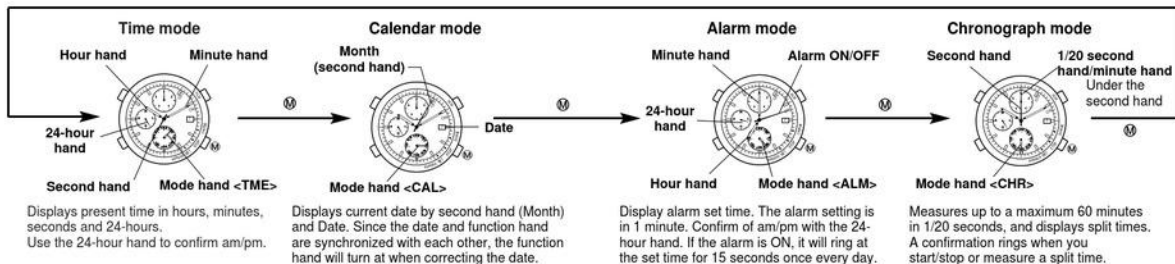 Time mode
Hour hand
Minute hand
24-hour
hand
Second hand
Mode hand <TME>
M
Displays present time in hours, minutes,
seconds and 24-hours.
Use the 24-hour hand to confirm am/pm.
M
Calendar mode
Month
(second hand)
Date
Mode hand <CAL>
M
Displays current date by second hand (Month)
and Date. Since the date and function hand
are synchronized with each other, the function
hand will turn at when correcting the date.
M
Alarm mode
Minute hand
Alarm ON/OFF
24-hour
hand
Hour hand
Mode hand <ALM>
M
Display alarm set time. The alarm setting is
in 1 minute. Confirm of am/pm with the 24-
hour hand. If the alarm is ON, it will ring at
the set time for 15 seconds once every day.
M
Chronograph mode
Second hand
1/20 second
hand/minute hand
Under the
second hand
Mode hand <CHR>
M
M
Measures up to a maximum 60 minutes
in 1/20 seconds, and displays split times.
A confirmation rings when you
start/stop or measure a split time.